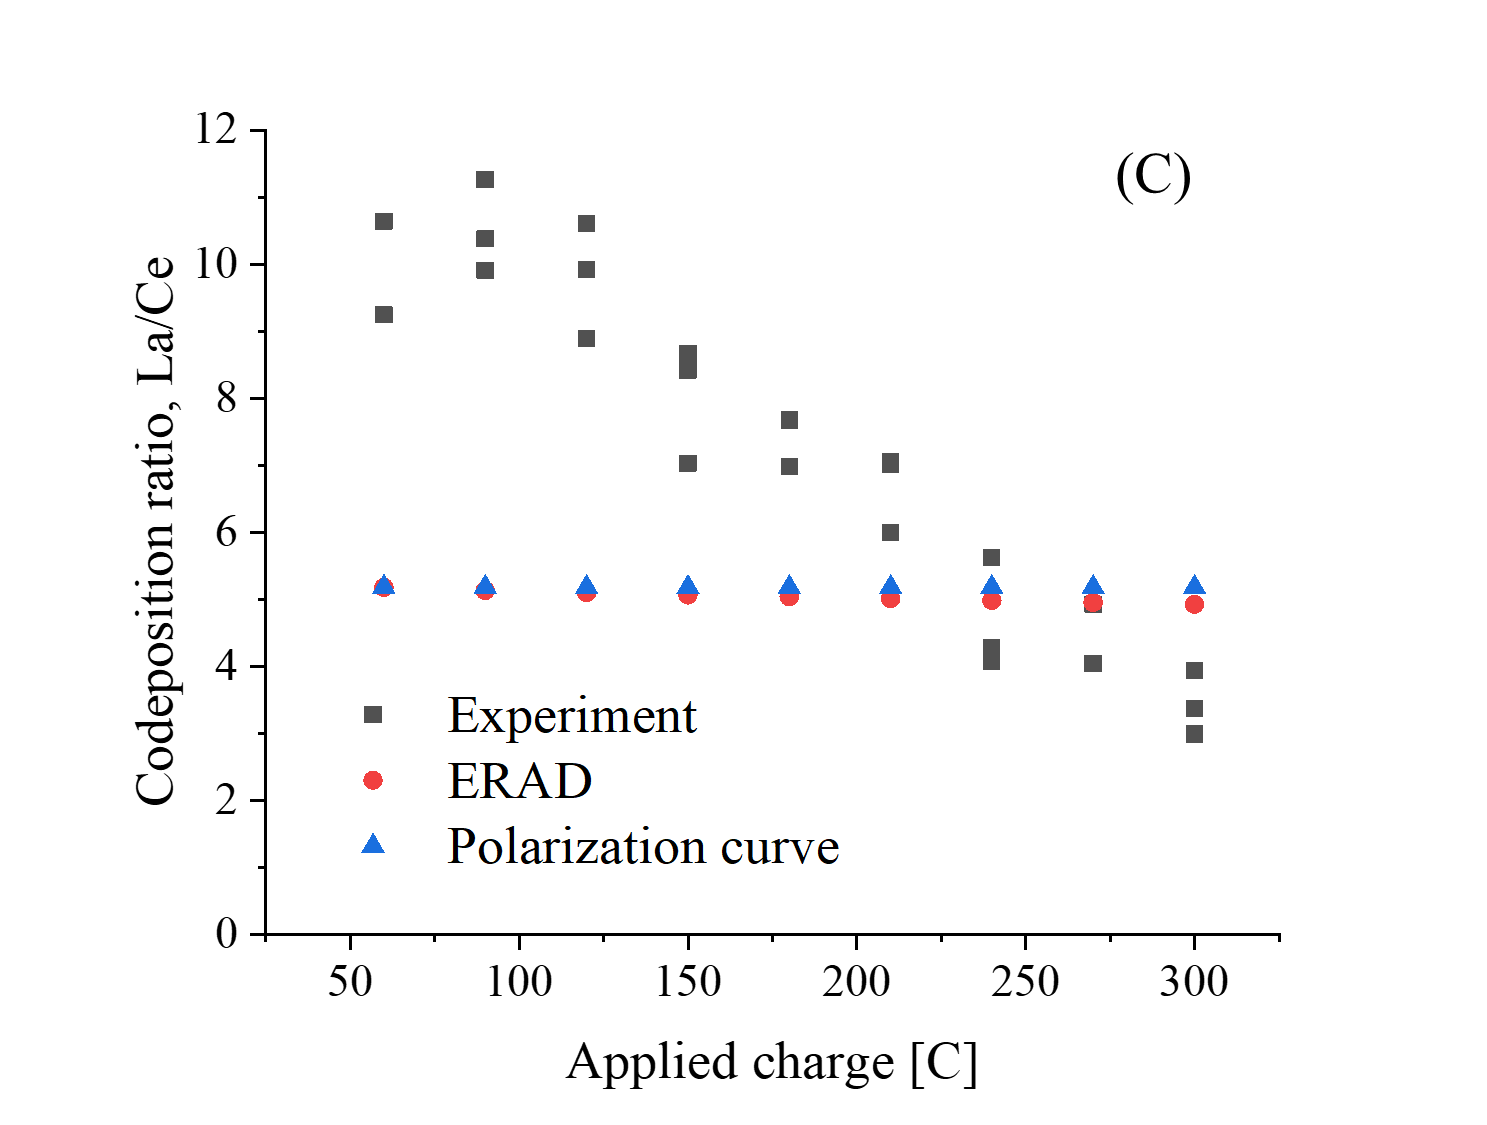 (C)
Codeposition ratio, La/Ce
12
10
8
6
4
2
0
Experiment
ERAD
Polarization curve
50 100 150 200 250 300
Applied charge [C]